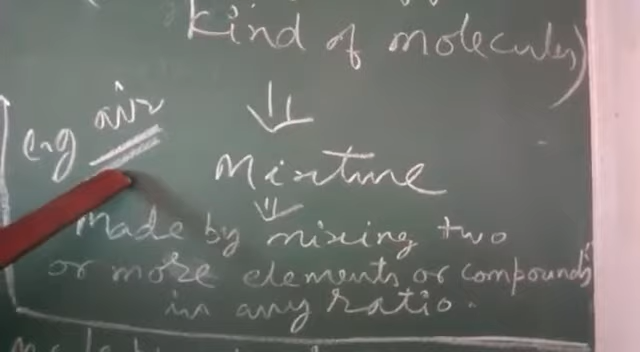 kind of molecules)
e.g air
Mixture
Made by mixing two
or more elements or compounds
in any ratio.